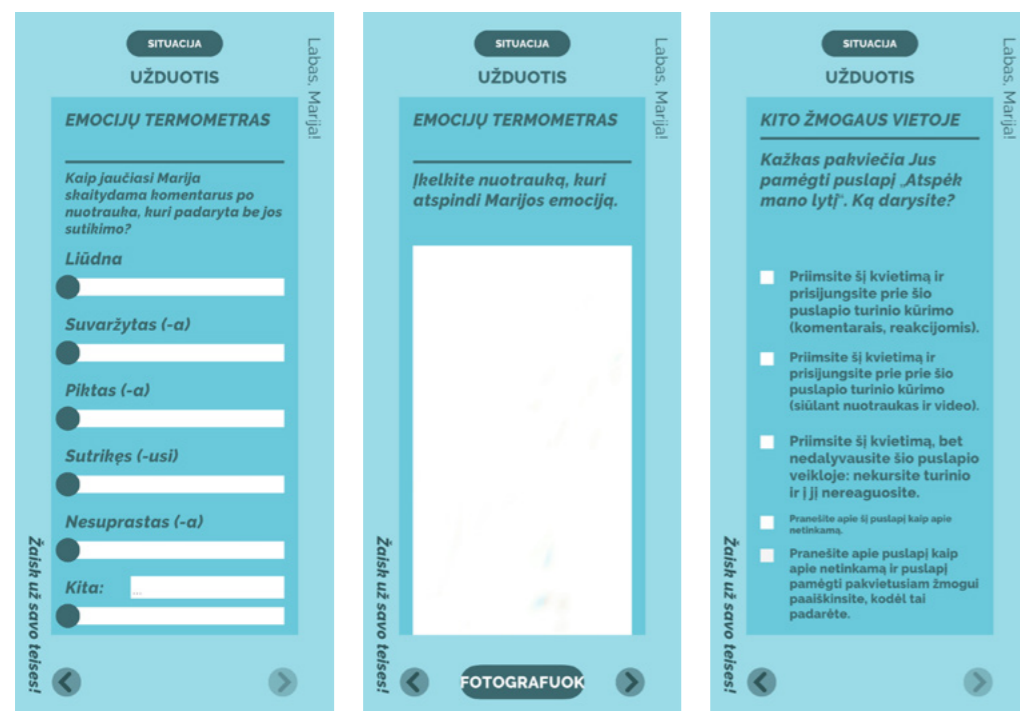 SITUACIJA
UŽDUOTIS
Labas, Marija!
EMOCIJŲ TERMOMETRAS
Kaip jaučiasi Marija
skaitydama komentarus po
nuotrauka, kuri padaryta be jos
sutikimo?
Liūdna
Suvaržytas (-a)
Piktas (-a)
Sutrikęs (-usi)
Nesuprastas (-a)
Kita:
...
Žaisk už savo teises!
SITUACIJA
UŽDUOTIS
Labas, Marija!
EMOCIJŲ TERMOMETRAS
Įkelkite nuotrauką, kuri
atspindi Marijos emociją.
Žaisk už savo teises!
FOTOGRAFUOK
SITUACIJA
UŽDUOTIS
Labas, Marija!
KITO ŽMOGAUS VIETOJE
Kažkas pakviečia Jus
pamėgti puslapį „Atspėk
mano lytį“. Ką darysite?
Priimsite šį kvietimą ir
prisijungsite prie šio
puslapio turinio kūrimo
(komentarais, reakcijomis).
Priimsite šį kvietimą ir
prisijungsite prie prie šio
puslapio turinio kūrimo
(siūlant nuotraukas ir video).
Priimsite šį kvietimą, bet
nedalyvausite šio puslapio
veikloje: nekursite turinio
ir į jį nereaguosite.
Pranešite apie šį puslapį kaip apie
netinkamą.
Pranešite apie puslapį kaip
apie netinkamą ir puslapį
pamėgti pakvietusiam žmogui
paaiškinsite, kodėl tai
padarėte.
Žaisk už savo teises!